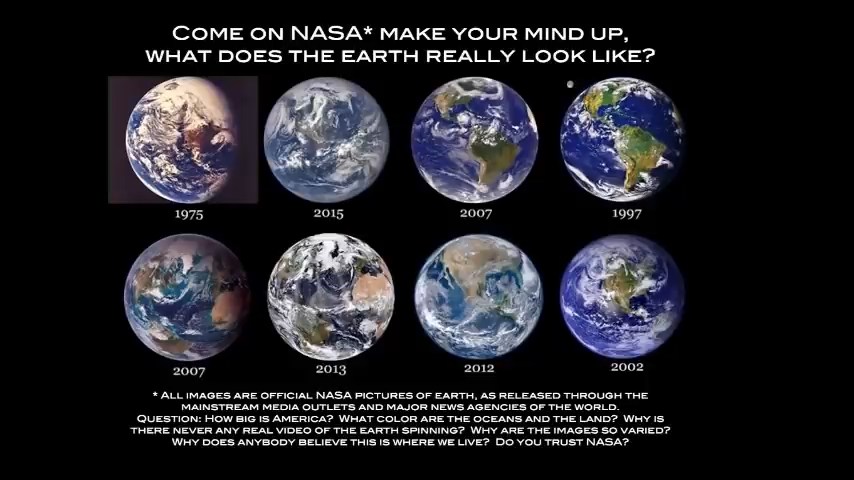 Come on NASA* make your mind up,
what does the earth really look like?
1975
2015
2007
1997
2007
2013
2012
2002
* All images are official NASA pictures of earth, as released through the
mainstream media outlets and major news agencies of the world.
Question: How big is America? What color are the oceans and the land? Why is
there never any real video of the earth spinning? Why are the images so varied?
Why does anybody believe this is where we live? Do you trust NASA?